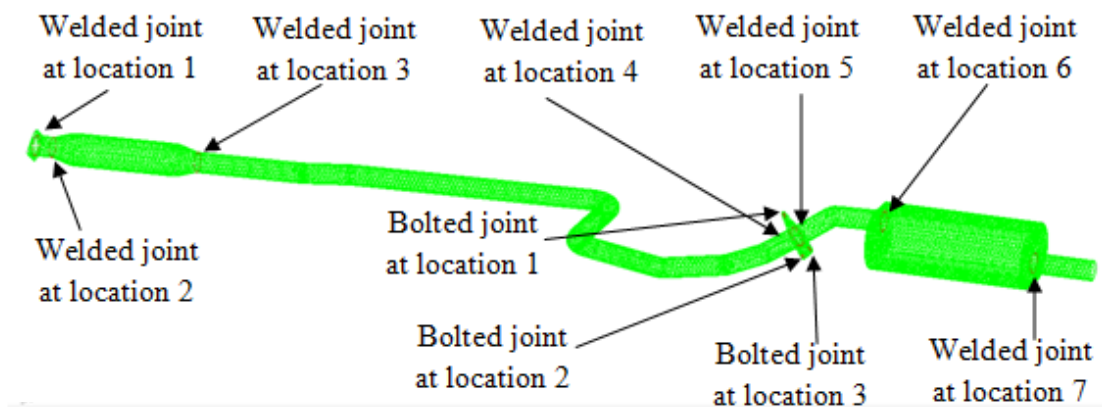 Welded joint
at location 1
Welded joint
at location 3
Welded joint
at location 4
Welded joint
at location 5
Welded joint
at location 6
Bolted joint
at location 1
Welded joint
at location 2
Bolted joint
at location 2
Bolted joint
at location 3
Welded joint
at location 7